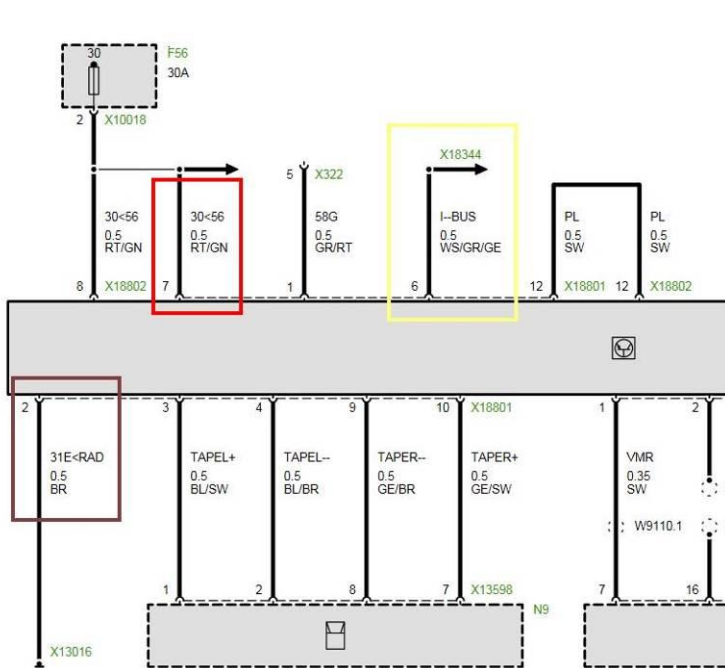 30
F56
30A
2 X10018
5 X322
X18344
30<56
0.5
RT/GN
30<56
0.5
RT/GN
58G
0.5
GR/RT
I--BUS
0.5
WS/GR/GE
PL
0.5
SW
PL
0.5
SW
8 X18802 7 1 6 12 X18801 12 X18802
2 3 4 9 10 X18801 1 2
31E<RAD
0.5
BR
TAPEL+
0.5
BL/SW
TAPEL--
0.5
BL/BR
TAPER--
0.5
GE/BR
TAPER+
0.5
GE/SW
VMR
0.35
SW
W9110.1
1 2 8 7 X13598 7 16
N9
X13016